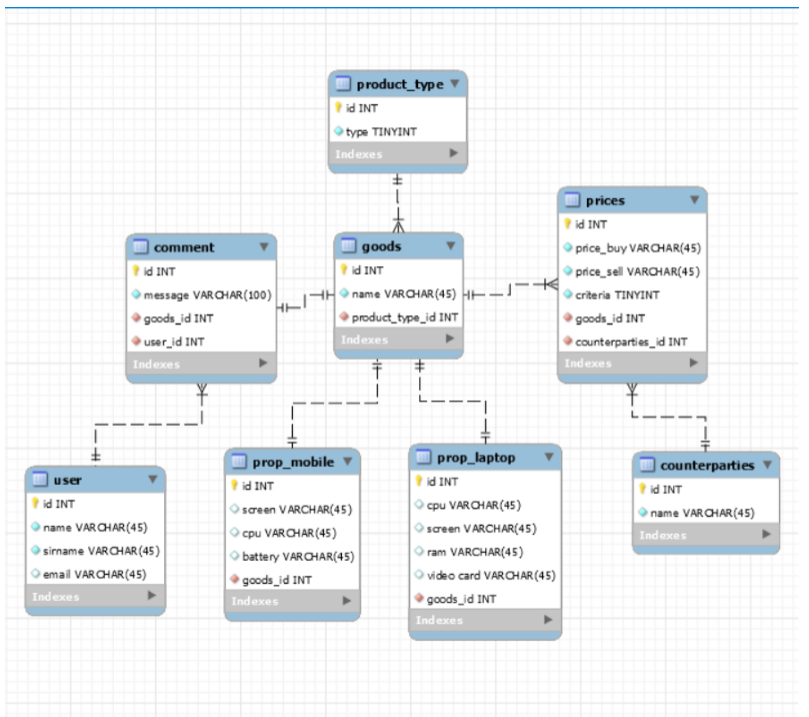 product_type
id INT
type TINYINT
Indexes
prices
id INT
price_buy VARCHAR(45)
price_sell VARCHAR(45)
criteria TINYINT
goods_id INT
counterparties_id INT
Indexes
comment
id INT
message VARCHAR(100)
goods_id INT
user_id INT
Indexes
goods
id INT
name VARCHAR(45)
product_type_id INT
Indexes
user
id INT
name VARCHAR(45)
sirname VARCHAR(45)
email VARCHAR(45)
Indexes
prop_mobile
id INT
screen VARCHAR(45)
cpu VARCHAR(45)
battery VARCHAR(45)
goods_id INT
Indexes
prop_laptop
id INT
cpu VARCHAR(45)
screen VARCHAR(45)
ram VARCHAR(45)
video card VARCHAR(45)
goods_id INT
Indexes
counterparties
id INT
name VARCHAR(45)
Indexes